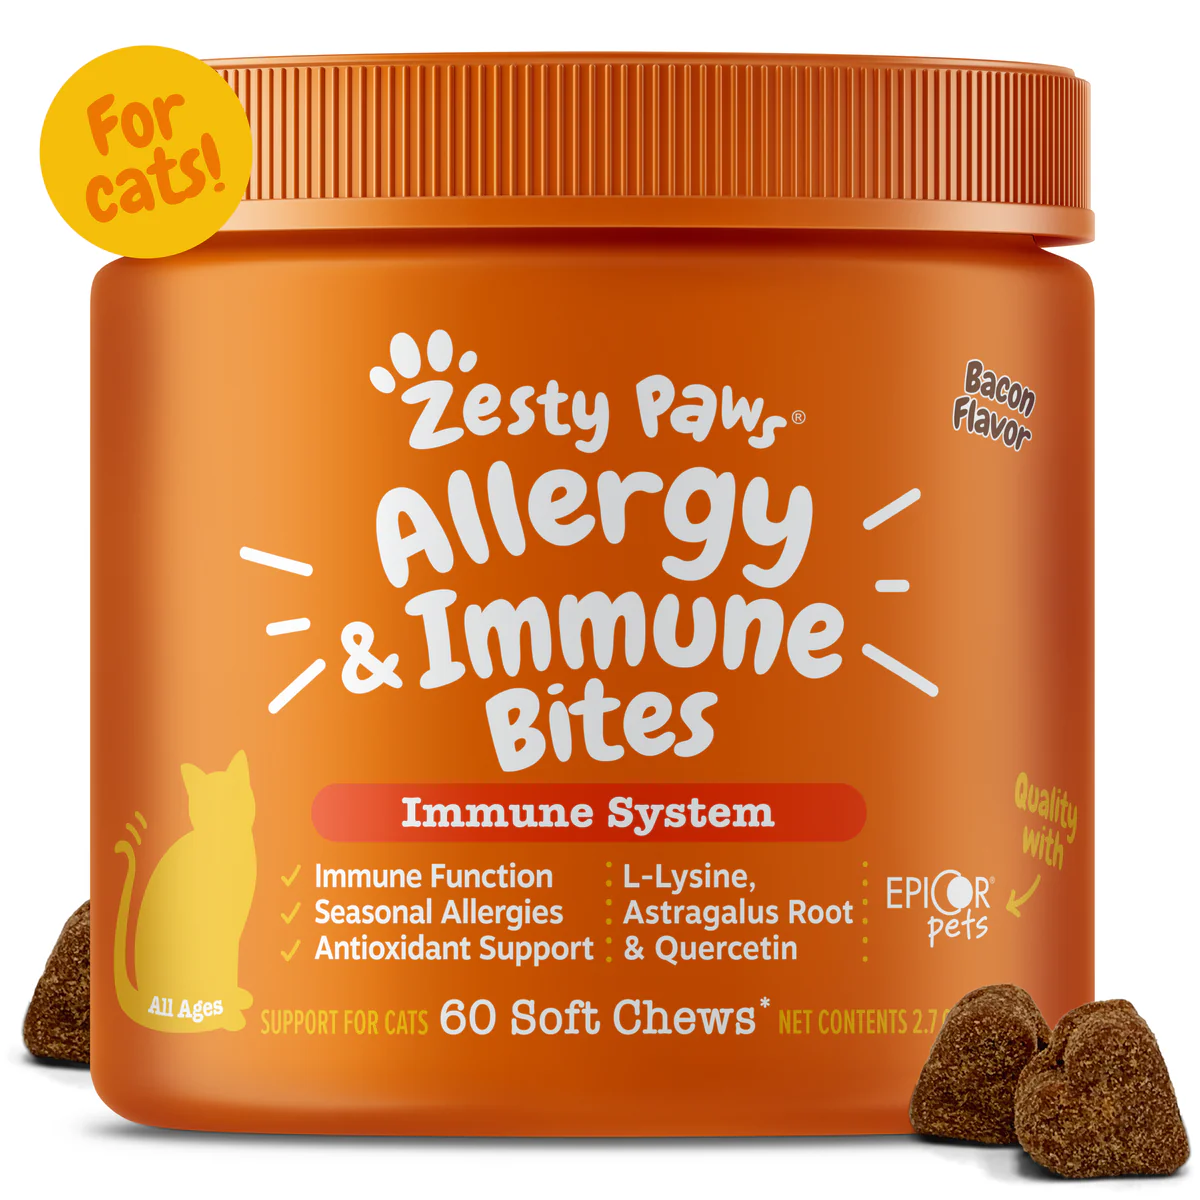 For
cats!
Zesty Paws®
Bacon
Flavor
Allergy
& Immune
Bites
Immune System
✓ Immune Function
✓ Seasonal Allergies
✓ Antioxidant Support
L-Lysine,
Astragalus Root
& Quercetin
Quality
with
EPICOR®
pets
All Ages
SUPPORT FOR CATS 60 Soft Chews* NET CONTENTS 2.7